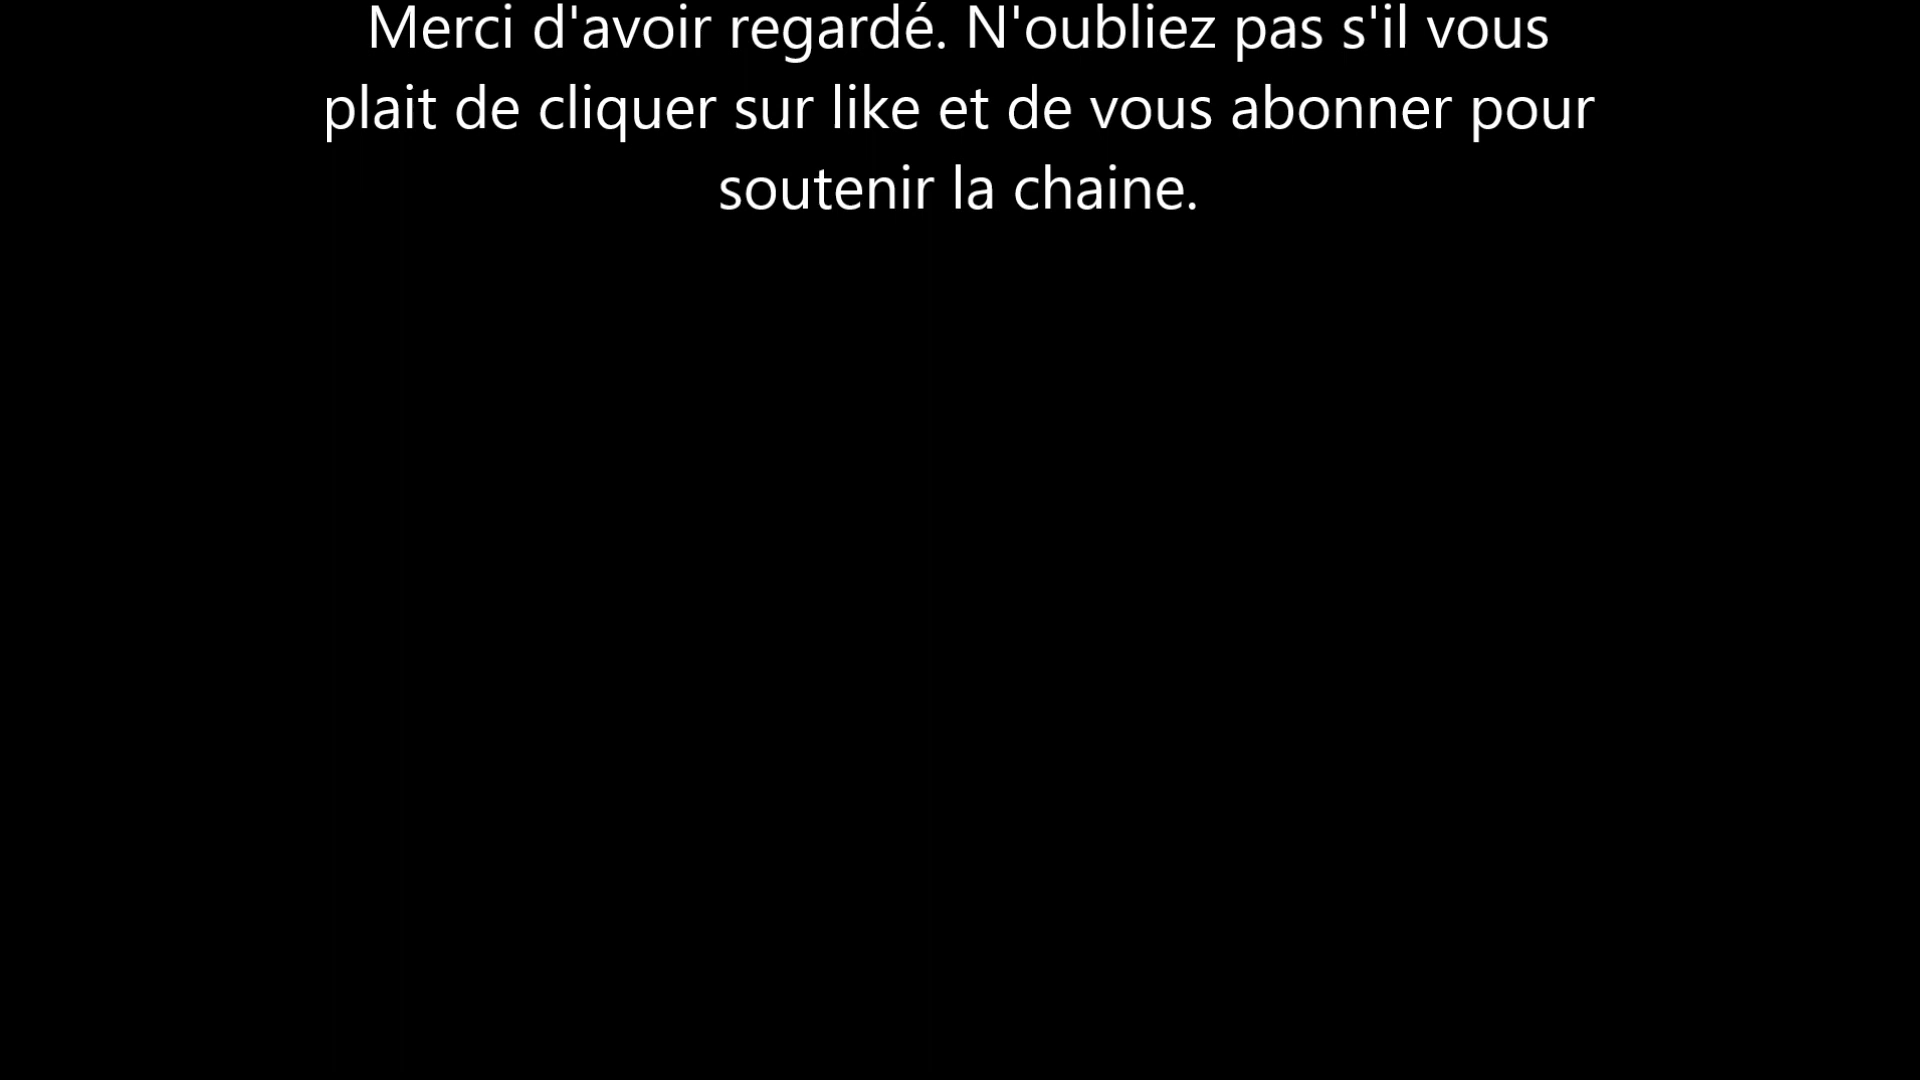 Merci d'avoir regardé. N'oubliez pas s'il vous
plait de cliquer sur like et de vous abonner pour
soutenir la chaine.